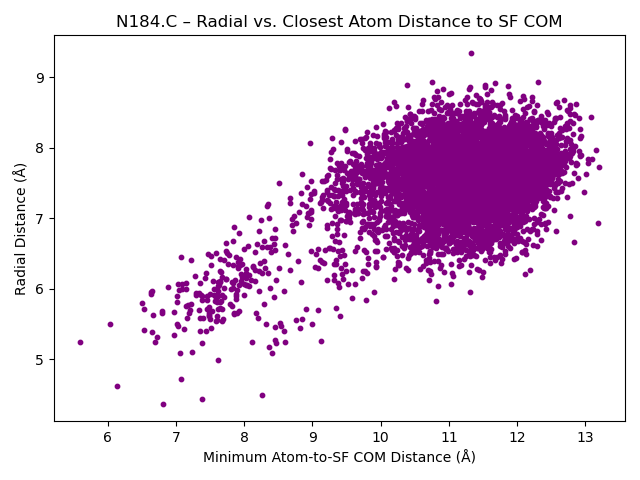 N184.C – Radial vs. Closest Atom Distance to SF COM
9
8
7
6
5
Radial Distance (Å)
6 7 8 9 10 11 12 13
Minimum Atom-to-SF COM Distance (Å)